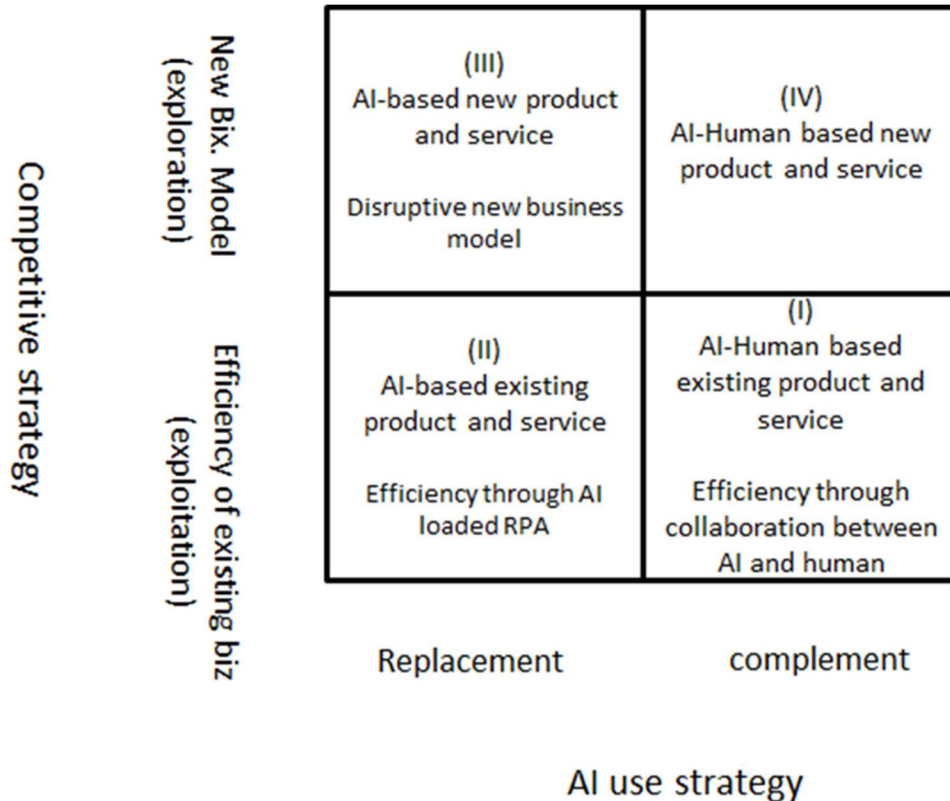 Competitive strategy
New Bix. Model
(exploration)
Efficiency of existing biz
(exploitation)
(III)
AI-based new product
and service
Disruptive new business
model
(IV)
AI-Human based new
product and service
(II)
AI-based existing
product and service
Efficiency through AI
loaded RPA
(I)
AI-Human based
existing product and
service
Efficiency through
collaboration between
AI and human
Replacement
complement
AI use strategy